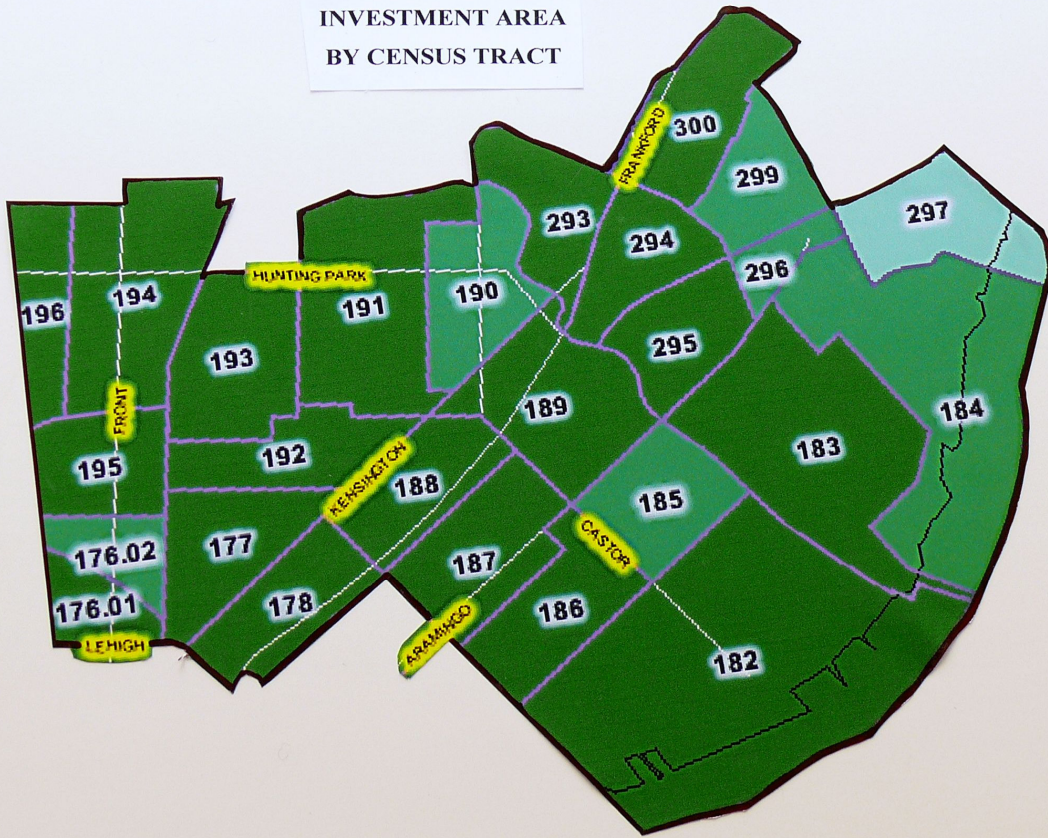 INVESTMENT AREA
BY CENSUS TRACT
300
FRANKFORD
299
297
293
294
296
HUNTING PARK
194
196
191
190
193
295
189
184
FRONT
183
195
192
KENSINGTON
188
185
177
176.02
187
CASTOR
178
176.01
186
ARAMINGO
LEHIGH
182